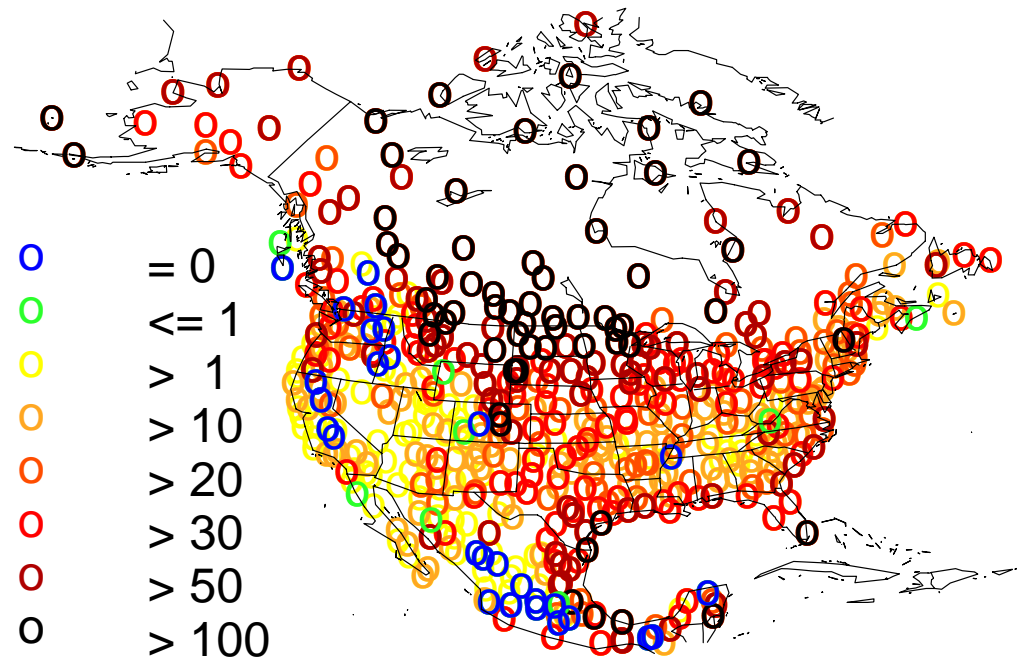 o = 0
o <= 1
o > 1
o > 10
o > 20
o > 30
o > 50
o > 100